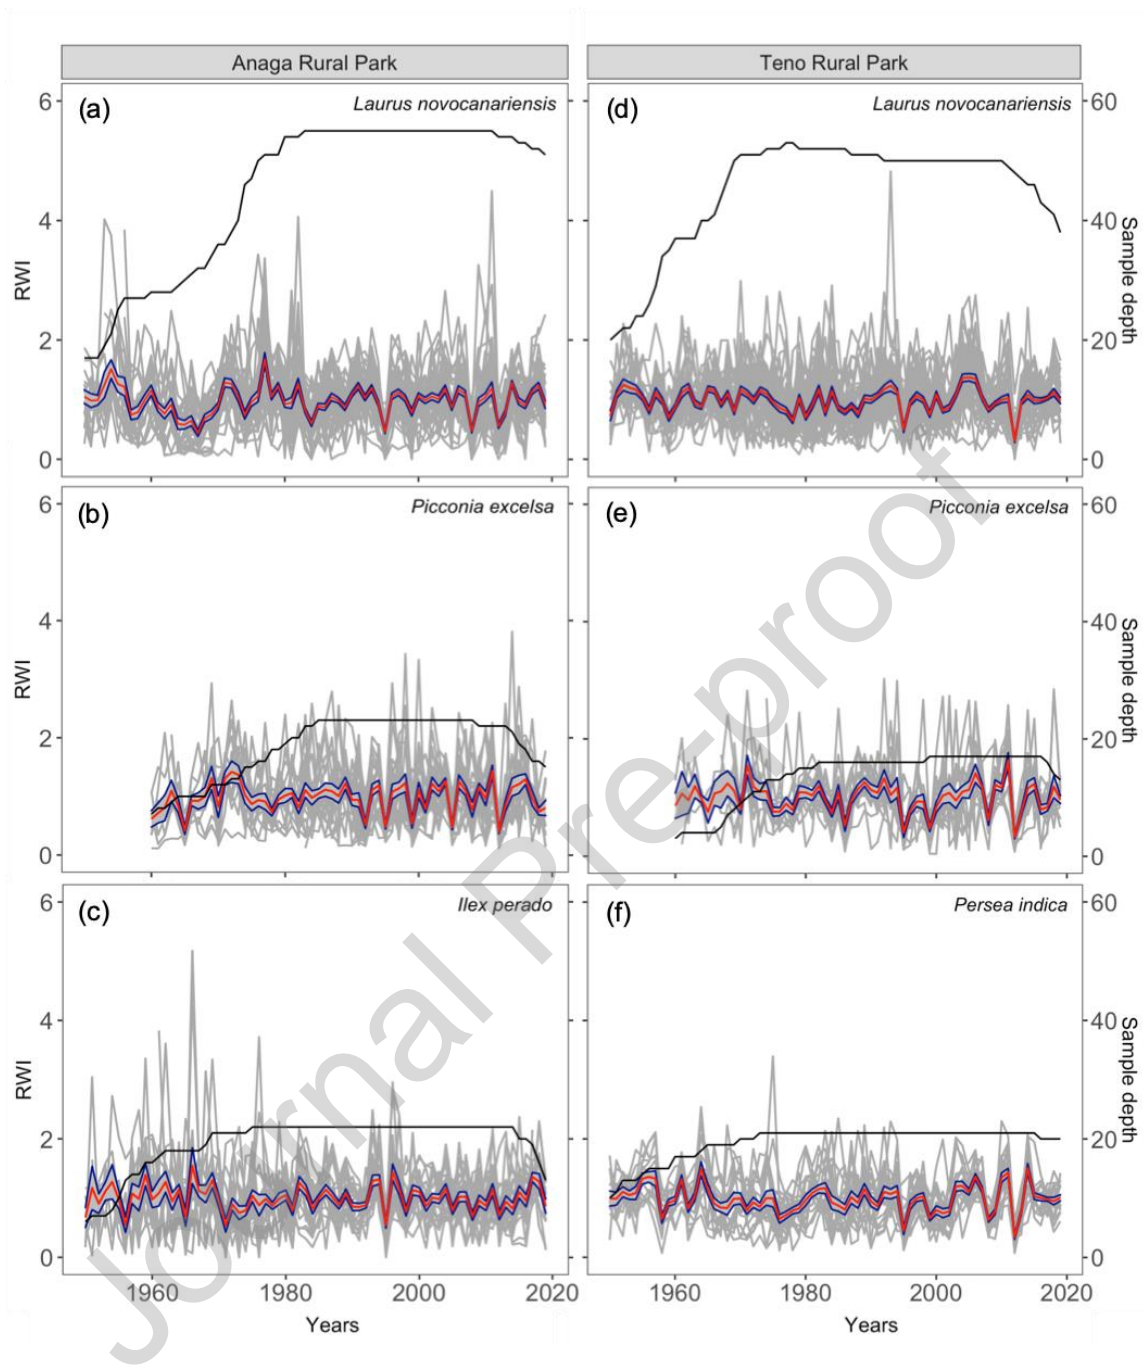 Anaga Rural Park
Teno Rural Park
(a)
Laurus novocanariensis
(d)
Laurus novocanariensis
6
4
2
0
RWI
60
40
20
0
Sample depth
(b)
Picconia excelsa
(e)
Picconia excelsa
6
4
2
0
RWI
60
40
20
0
Sample depth
(c)
Ilex perado
(f)
Persea indica
6
4
2
0
RWI
60
40
20
0
Sample depth
1960 1980 2000 2020
1960 1980 2000 2020
Years
Years
Journal Pre-proof